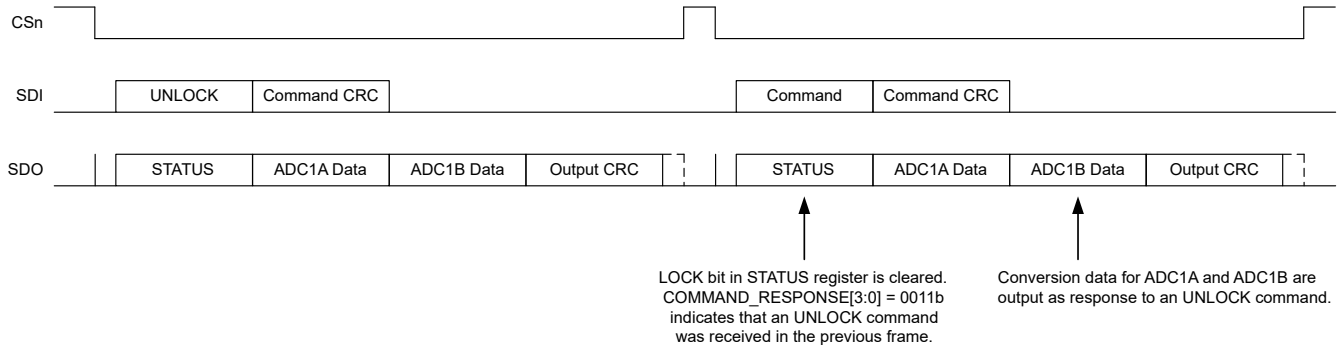 CSn
SDI
UNLOCK Command CRC Command Command CRC
SDO
STATUS ADC1A Data ADC1B Data Output CRC STATUS ADC1A Data ADC1B Data Output CRC
LOCK bit in STATUS register is cleared.
COMMAND_RESPONSE[3:0] = 0011b
indicates that an UNLOCK command
was received in the previous frame.
Conversion data for ADC1A and ADC1B are
output as response to an UNLOCK command.